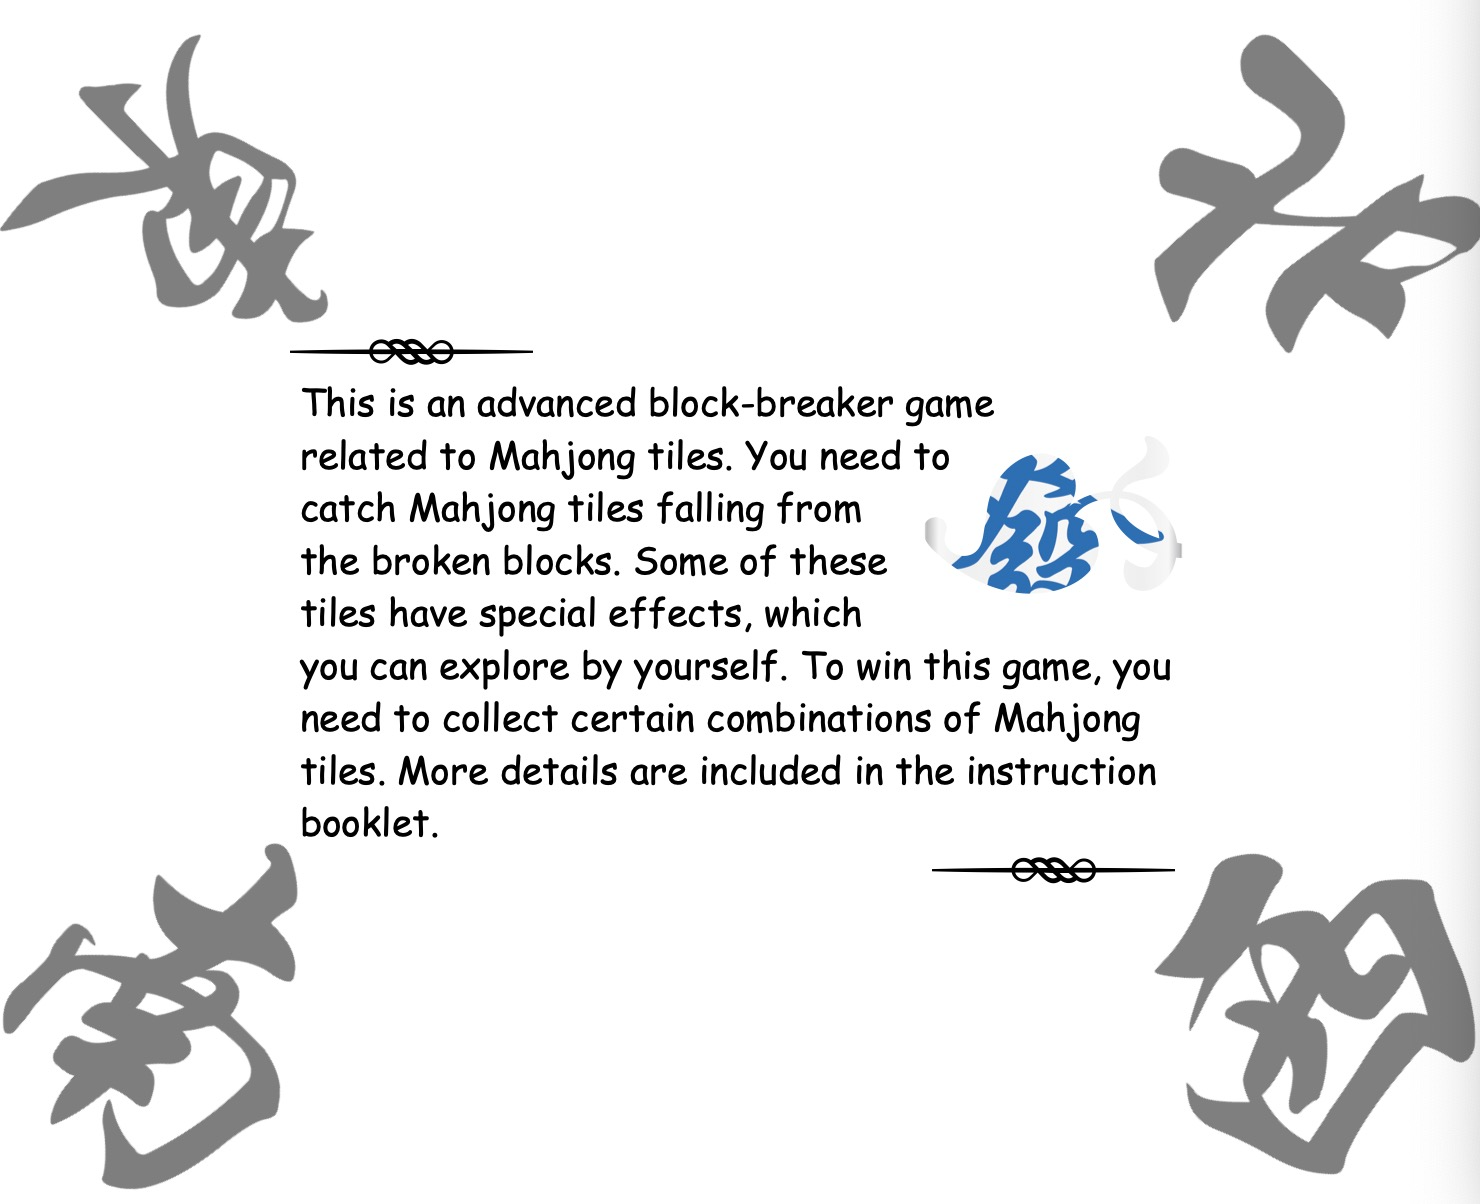 This is an advanced block-breaker game
related to Mahjong tiles. You need to
catch Mahjong tiles falling from
the broken blocks. Some of these
tiles have special effects, which
you can explore by yourself. To win this game, you
need to collect certain combinations of Mahjong
tiles. More details are included in the instruction
booklet.
發